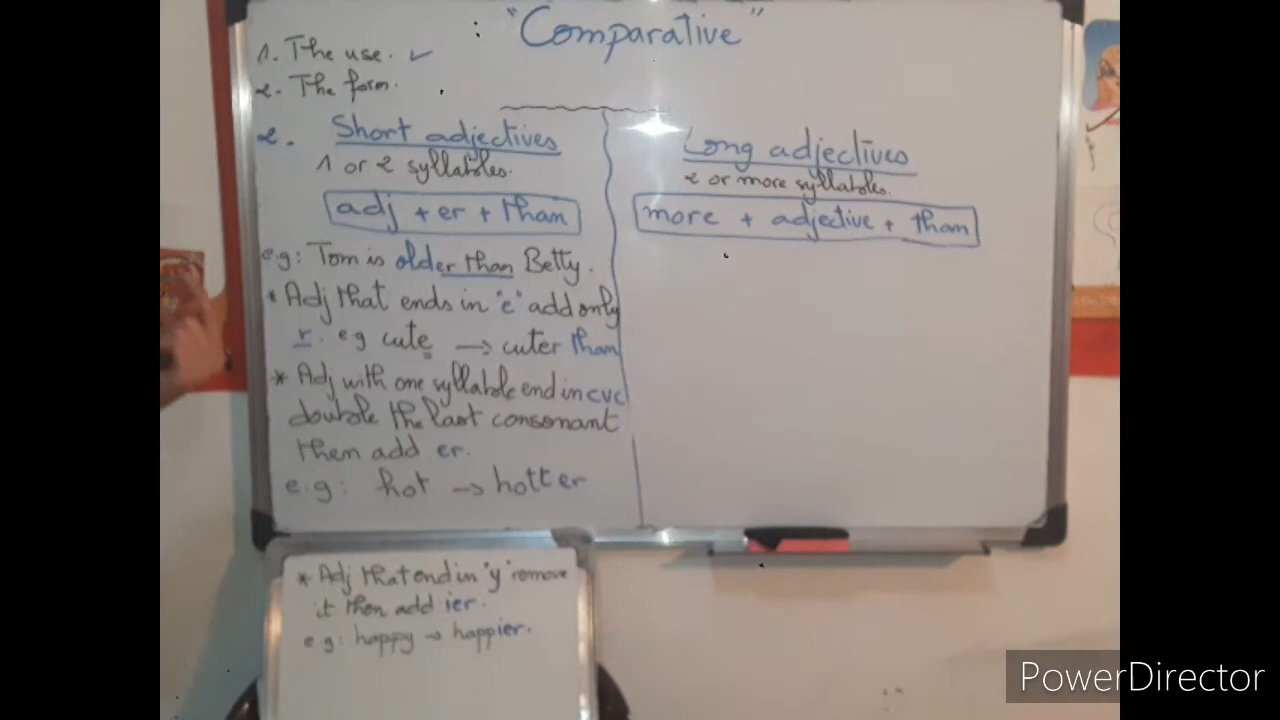 : "Comparative"
1. The use. ✓
2. The form.
2. Short adjectives
1 or 2 syllables.
adj + er + than
e.g: Tom is older than Betty.
* Adj that ends in "e" add only
r. eg cute → cuter than
* Adj with one syllable end in cvc
double the last consonant
then add er.
e.g: hot → hotter
* Adj that end in "y" remove
it then add ier.
e g: happy → happier.
Long adjectives
2 or more syllables.
more + adjective + than
PowerDirector